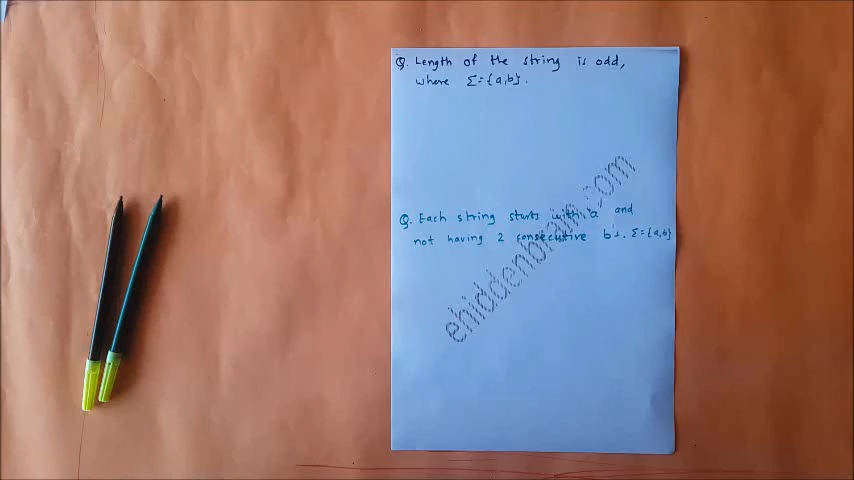 Q. Length of the string is odd,
where Σ={a,b}.
Q. Each string starts with 'a' and
not having 2 consecutive b's. Σ={a,b}
ehiddenbrain.com